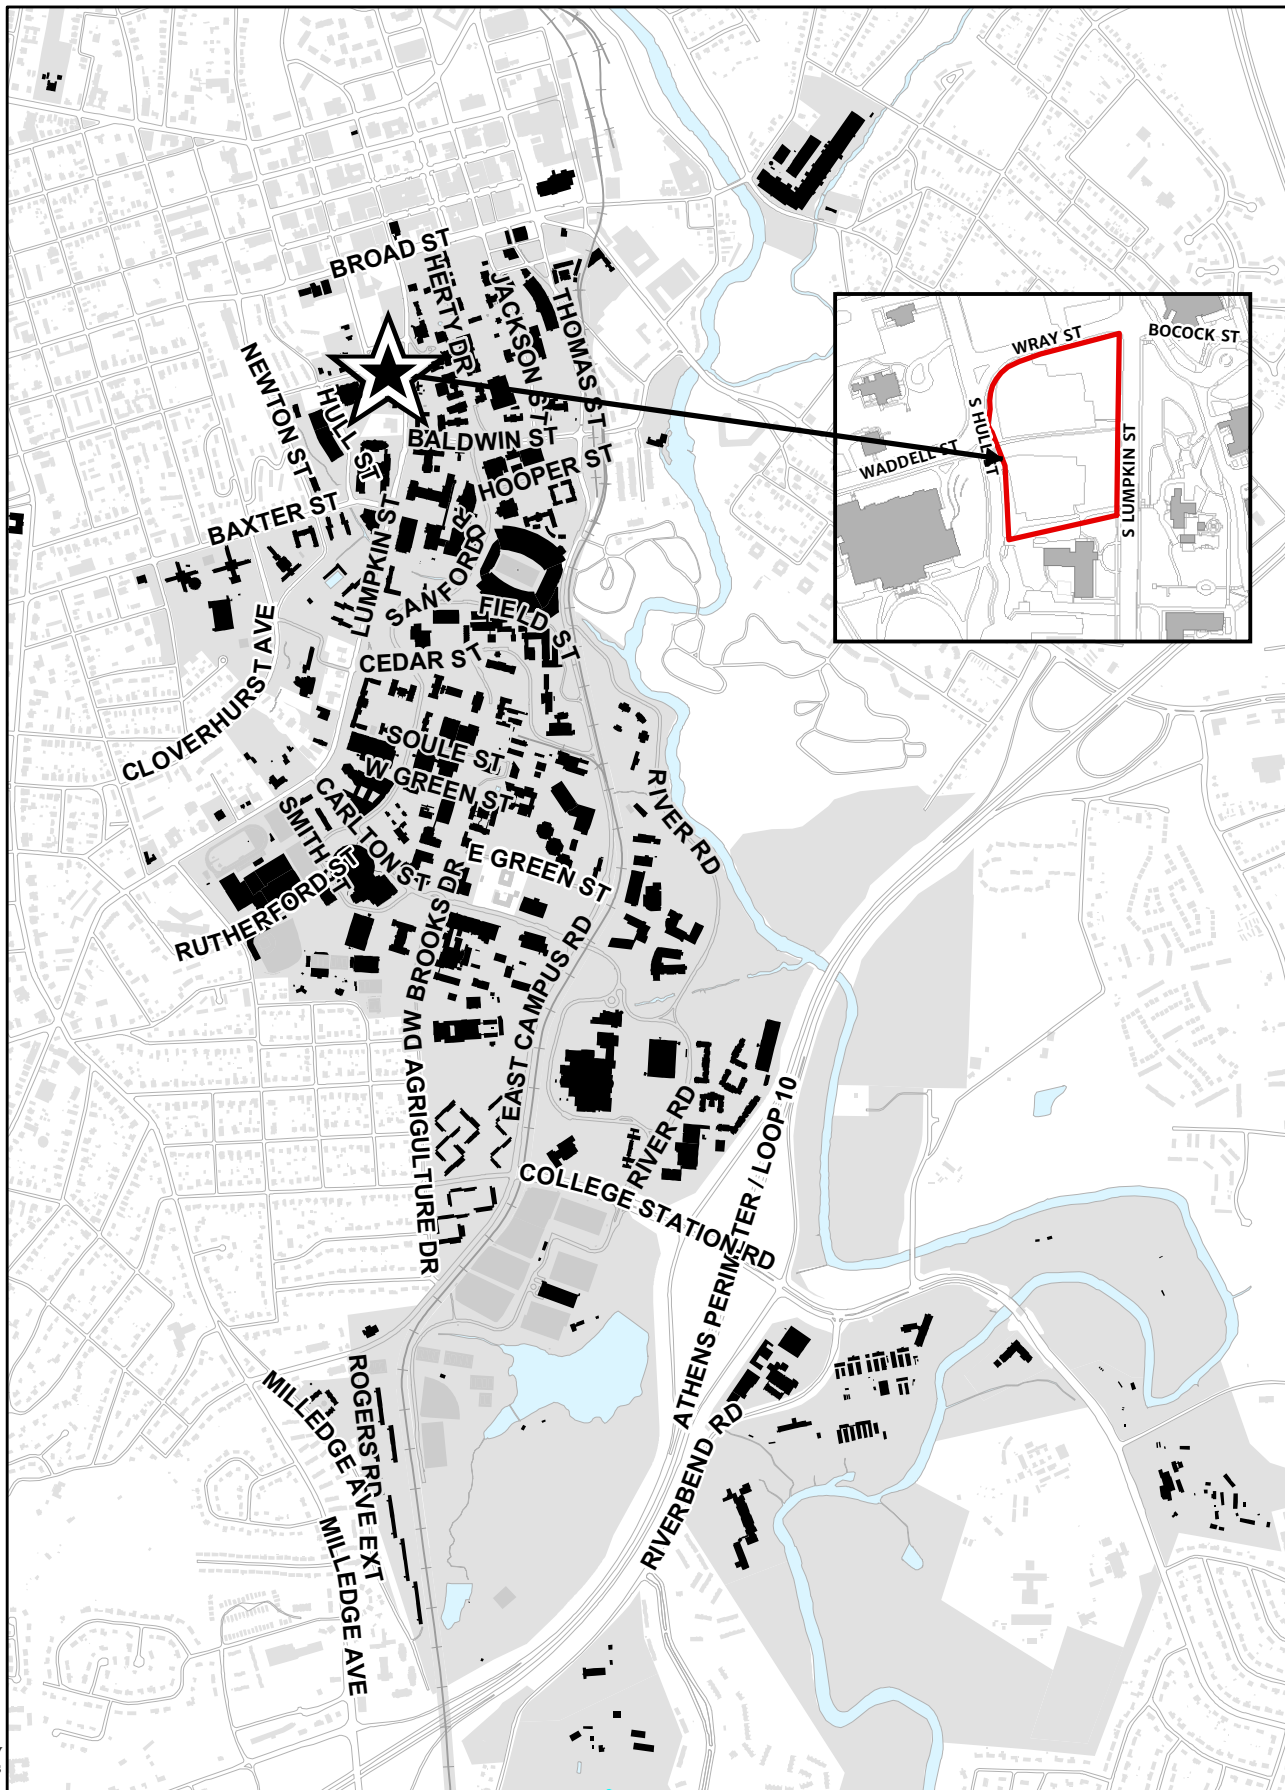 BROAD ST
HERTY DR
JACKSON ST
THOMAS ST
WRAY ST
BOCOCK ST
NEWTON ST
HULL ST
S HULL ST
WADDELL ST
S LUMPKIN ST
BALDWIN ST
HOOPER ST
BAXTER ST
LUMPKIN ST
SANFORD DR
FIELD ST
CEDAR ST
CLOVERHURST AVE
SOULE ST
W GREEN ST
RIVER RD
CARLTON ST
SMITH ST
E GREEN ST
RUTHERFORD ST
DW BROOKS DR
EAST CAMPUS RD
DW AGRIGULTURE DR
RIVER RD
COLLEGE STATION RD
ATHENS PERIMETER / LOOP 10
ROGERS RD
MILLEDGE AVE EXT
MILLEDGE AVE
RIVERBEND RD